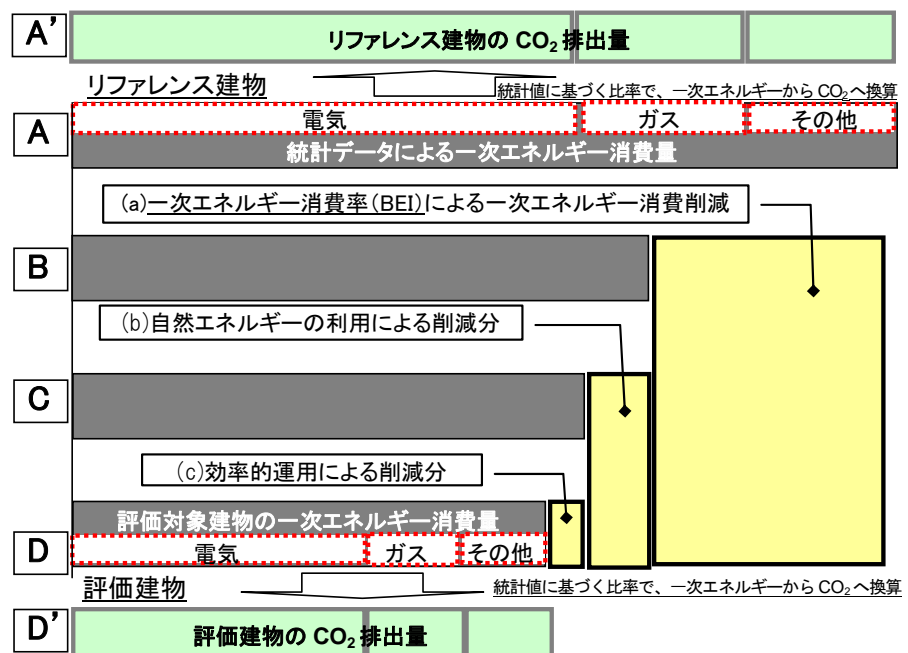 A’
リファレンス建物の CO₂ 排出量
リファレンス建物
統計値に基づく比率で、一次エネルギーから CO₂へ換算
A
電気 ガス その他
統計データによる一次エネルギー消費量
(a)一次エネルギー消費率(BEI)による一次エネルギー消費削減
B
(b)自然エネルギーの利用による削減分
C
(c)効率的運用による削減分
評価対象建物の一次エネルギー消費量
D
電気 ガス その他
評価建物
統計値に基づく比率で、一次エネルギーから CO₂へ換算
D’
評価建物の CO₂ 排出量